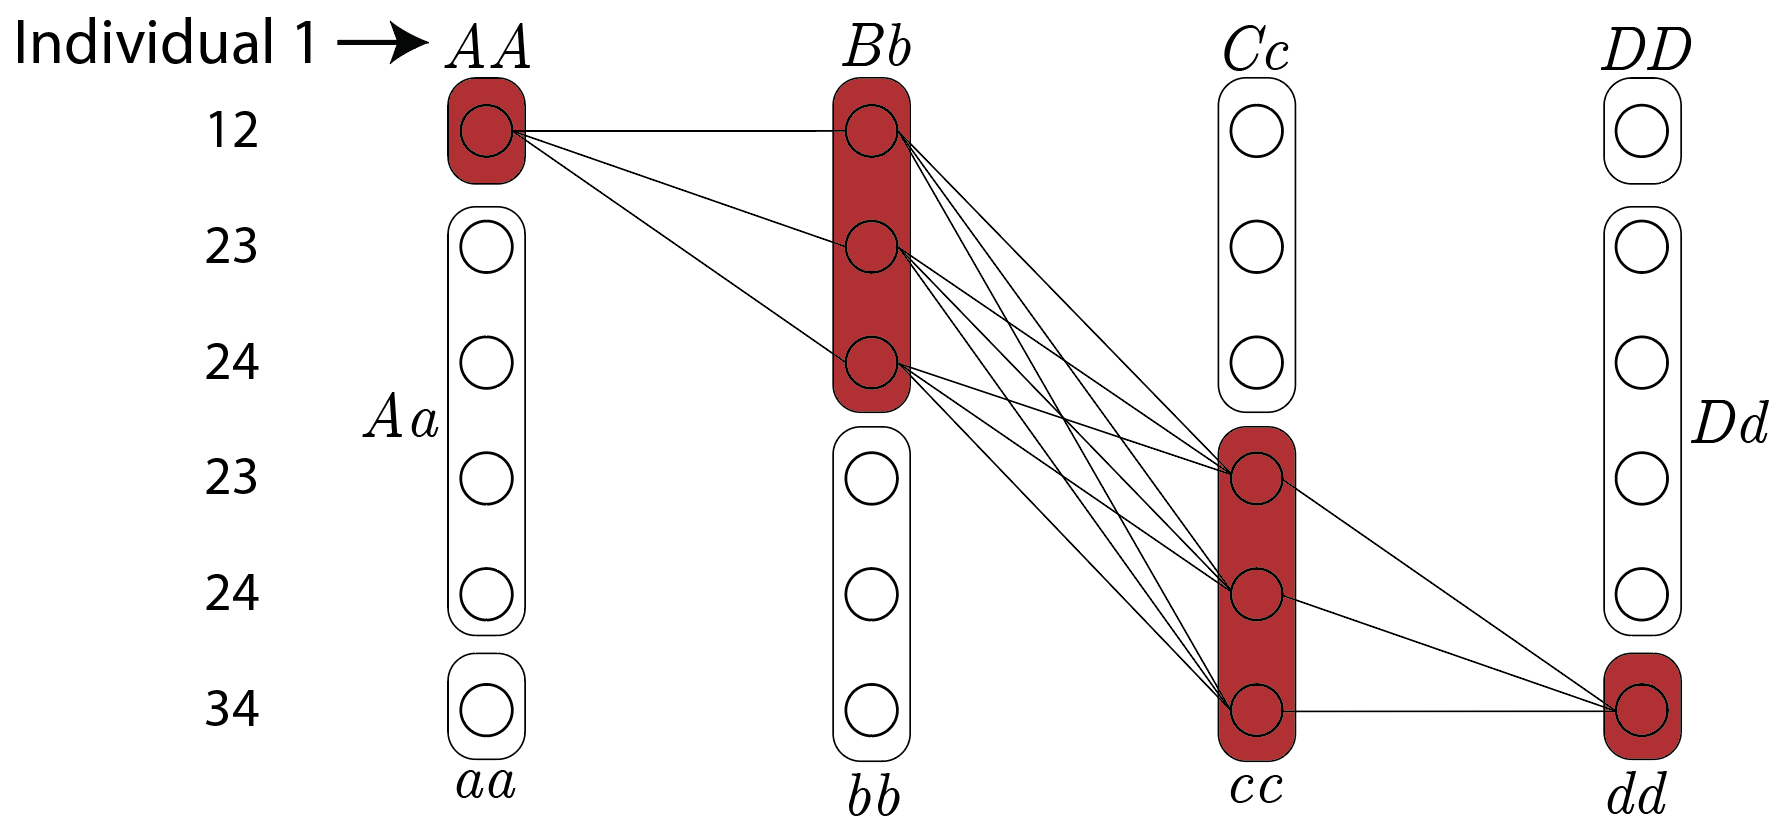 Individual 1 AA Bb Cc DD
12
23
24
Aa Dd
23
24
34
aa bb cc dd